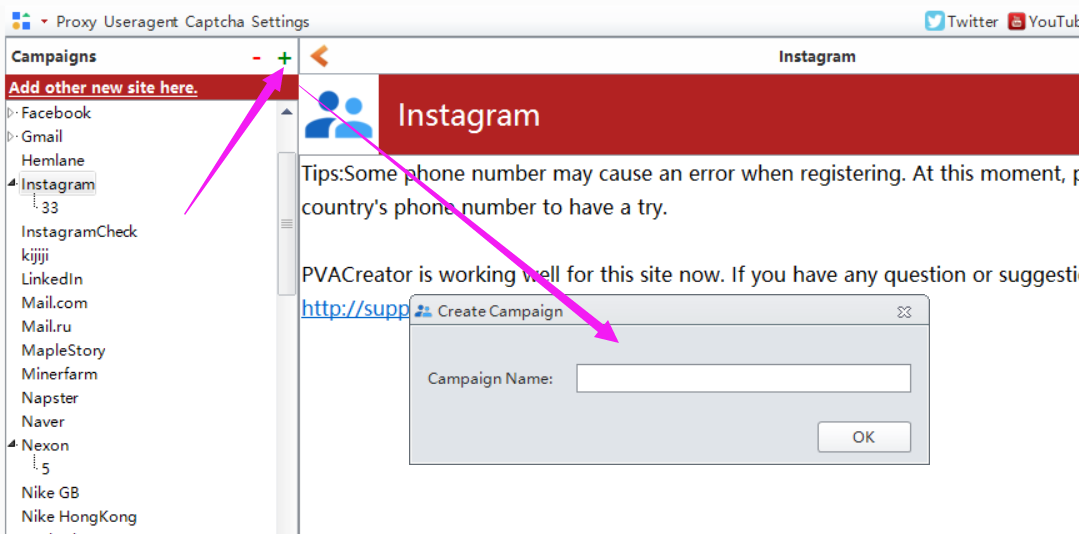 Proxy Useragent Captcha Settings
Twitter
Campaigns - +
Instagram
Add other new site here.
Instagram
Facebook
Gmail
Hemlane
Instagram
33
InstagramCheck
kijiji
LinkedIn
Mail.com
Mail.ru
MapleStory
Minerfarm
Napster
Naver
Nexon
5
Nike GB
Nike HongKong
Tips:Some phone number may cause an error when registering. At this moment, p
country's phone number to have a try.
PVACreator is working well for this site now. If you have any question or suggesti
http://supp
Create Campaign
Campaign Name:
OK